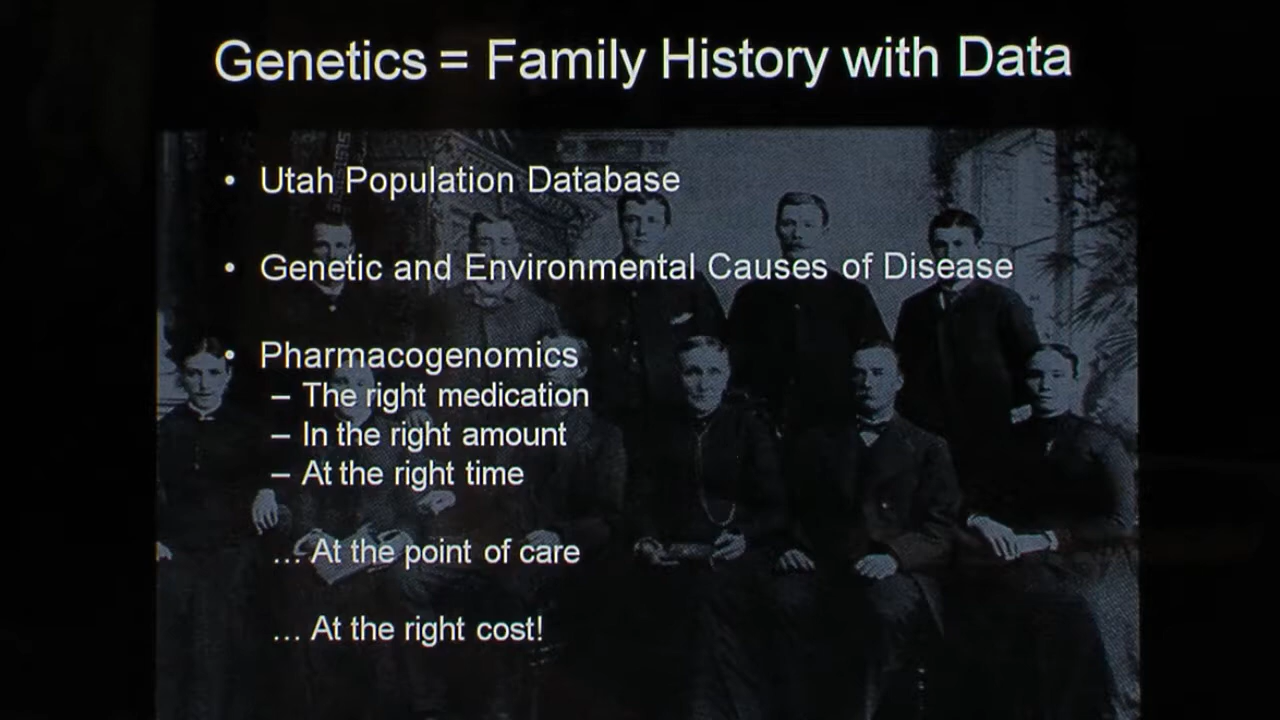 Genetics = Family History with Data
• Utah Population Database
• Genetic and Environmental Causes of Disease
• Pharmacogenomics
– The right medication
– In the right amount
– At the right time
... At the point of care
... At the right cost!